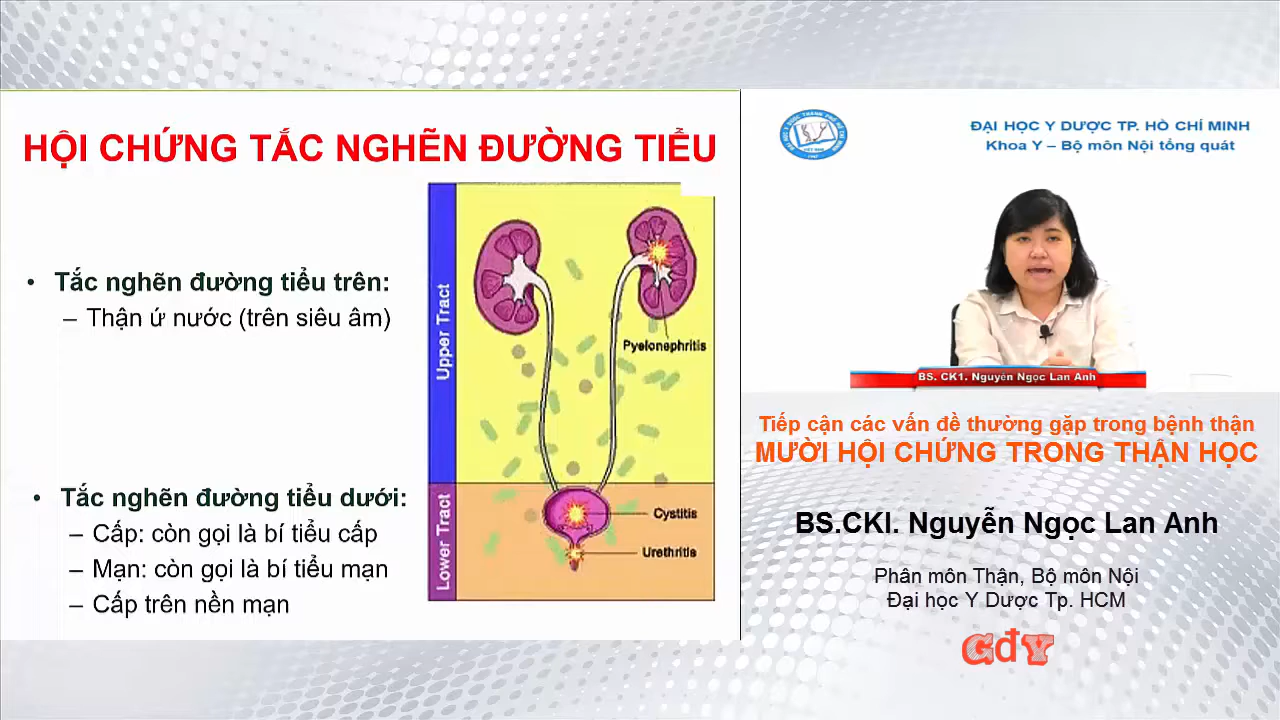 HỘI CHỨNG TẮC NGHẼN ĐƯỜNG TIỂU
• Tắc nghẽn đường tiểu trên:
– Thận ứ nước (trên siêu âm)
• Tắc nghẽn đường tiểu dưới:
– Cấp: còn gọi là bí tiểu cấp
– Mạn: còn gọi là bí tiểu mạn
– Cấp trên nền mạn
Upper Tract
Pyelonephritis
Lower Tract
Cystitis
Urethritis
ĐẠI HỌC Y DƯỢC TP. HỒ CHÍ MINH
Khoa Y – Bộ môn Nội tổng quát
BS. CK1. Nguyễn Ngọc Lan Anh
Tiếp cận các vấn đề thường gặp trong bệnh thận
MƯỜI HỘI CHỨNG TRONG THẬN HỌC
BS.CKI. Nguyễn Ngọc Lan Anh
Phân môn Thận, Bộ môn Nội
Đại học Y Dược Tp. HCM
GđY